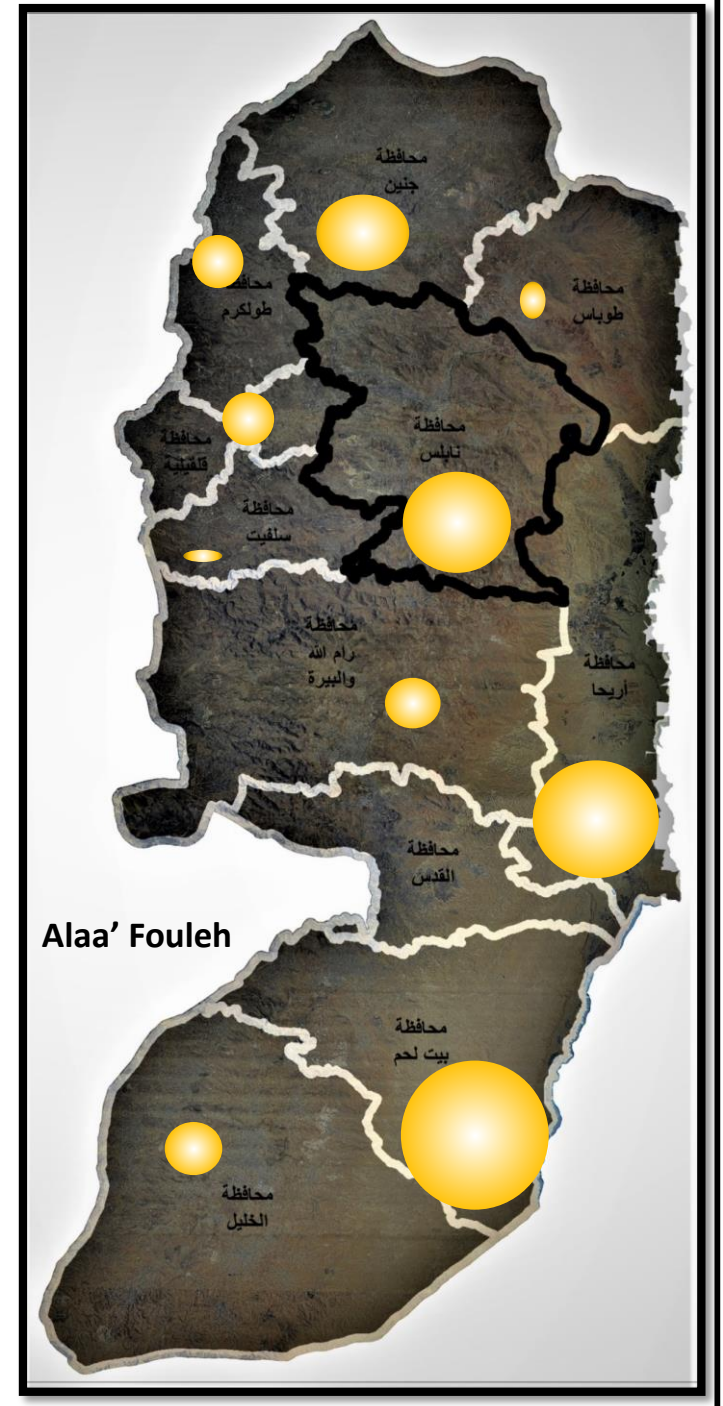 محافظة
جنين
محافظة
طولكرم
محافظة
طوباس
محافظة
نابلس
محافظة
قلقيلية
محافظة
سلفيت
محافظة
رام الله
والبيرة
محافظة
أريحا
محافظة
القدس
Alaa’ Fouleh
محافظة
بيت لحم
محافظة
الخليل